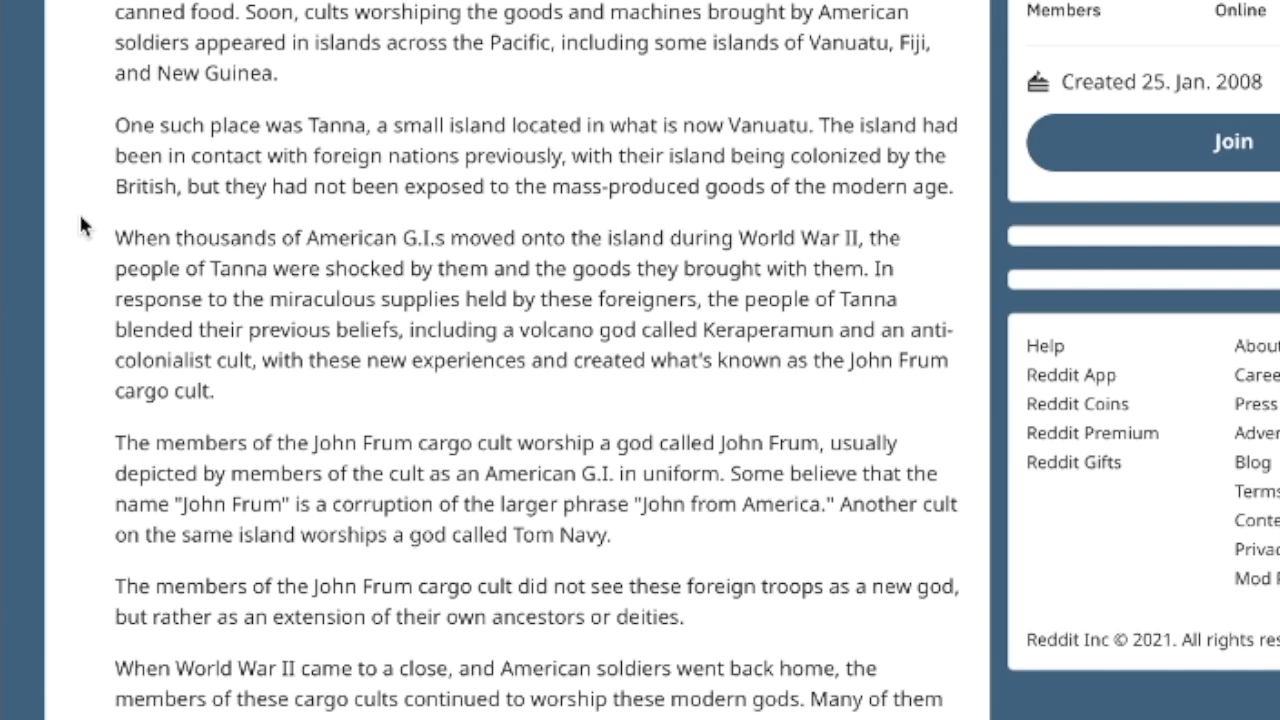 canned food. Soon, cults worshiping the goods and machines brought by American
soldiers appeared in islands across the Pacific, including some islands of Vanuatu, Fiji,
and New Guinea.
One such place was Tanna, a small island located in what is now Vanuatu. The island had
been in contact with foreign nations previously, with their island being colonized by the
British, but they had not been exposed to the mass-produced goods of the modern age.
When thousands of American G.I.s moved onto the island during World War II, the
people of Tanna were shocked by them and the goods they brought with them. In
response to the miraculous supplies held by these foreigners, the people of Tanna
blended their previous beliefs, including a volcano god called Keraperamun and an anti-
colonialist cult, with these new experiences and created what's known as the John Frum
cargo cult.
The members of the John Frum cargo cult worship a god called John Frum, usually
depicted by members of the cult as an American G.I. in uniform. Some believe that the
name "John Frum" is a corruption of the larger phrase "John from America." Another cult
on the same island worships a god called Tom Navy.
The members of the John Frum cargo cult did not see these foreign troops as a new god,
but rather as an extension of their own ancestors or deities.
When World War II came to a close, and American soldiers went back home, the
members of these cargo cults continued to worship these modern gods. Many of them
Members Online
Created 25. Jan. 2008
Join
Help Abou
Reddit App Caree
Reddit Coins Press
Reddit Premium Adver
Reddit Gifts Blog
Terms
Conte
Privac
Mod P
Reddit Inc © 2021. All rights res